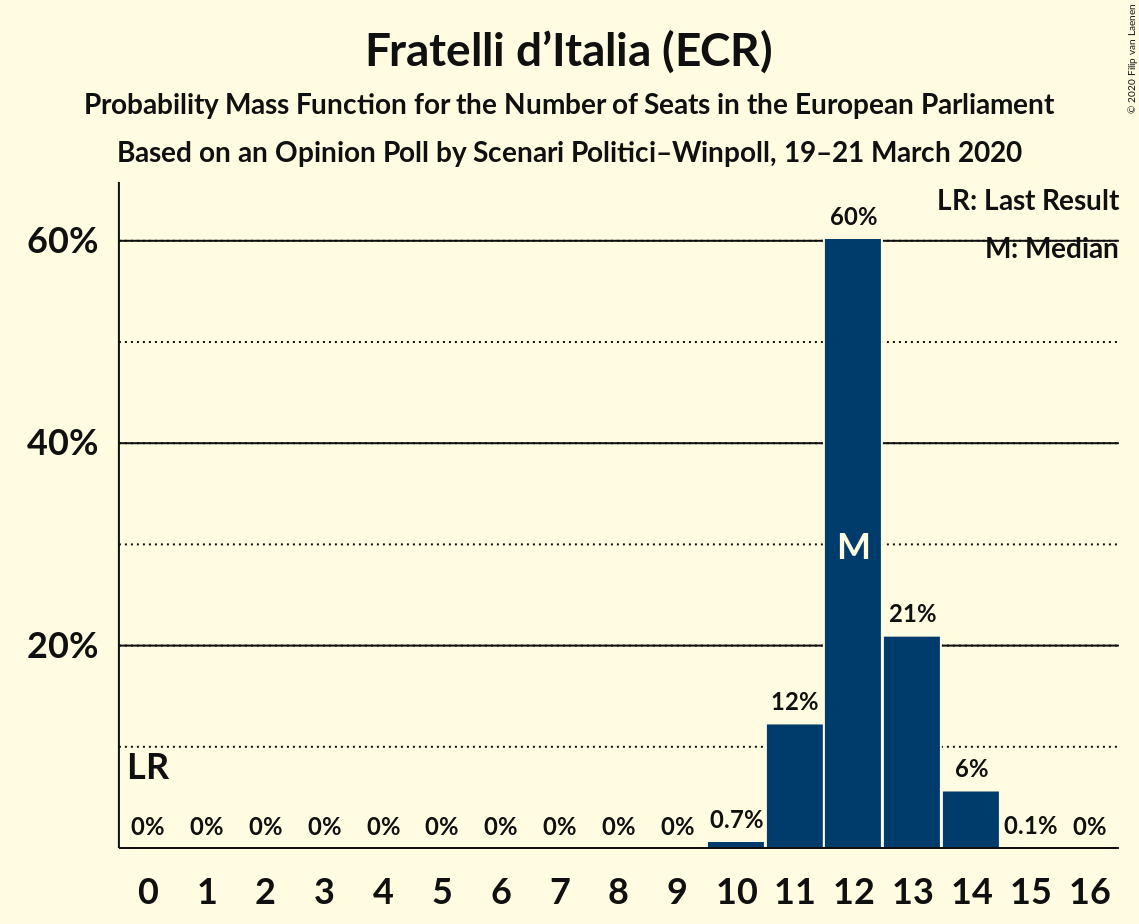 Fratelli d’Italia (ECR)
Probability Mass Function for the Number of Seats in the European Parliament
Based on an Opinion Poll by Scenari Politici–Winpoll, 19–21 March 2020
© 2020 Filip van Laenen
LR: Last Result
M: Median
60%
40%
20%
60%
M
21%
12%
6%
LR
0% 0% 0% 0% 0% 0% 0% 0% 0% 0% 0.7% 0.1% 0%
0 1 2 3 4 5 6 7 8 9 10 11 12 13 14 15 16